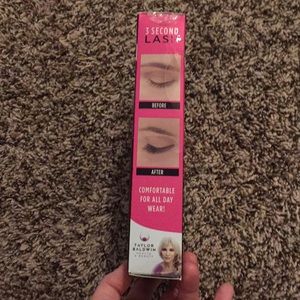 3 SECOND
LASH
BEFORE
AFTER
COMFORTABLE
FOR ALL DAY
WEAR!
TAYLOR
BALDWIN